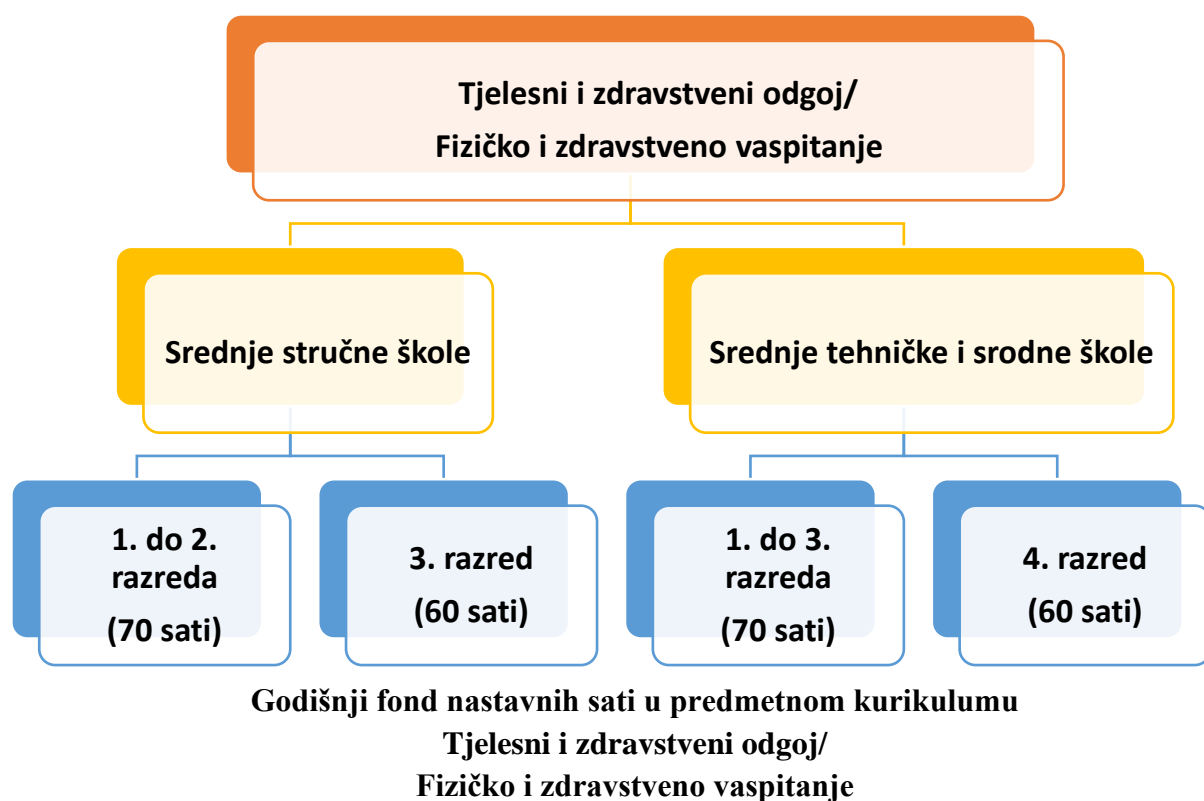 Tjelesni i zdravstveni odgoj/
Fizičko i zdravstveno vaspitanje
Srednje stručne škole
Srednje tehničke i srodne škole
1. do 2.
razreda
(70 sati)
3. razred
(60 sati)
1. do 3.
razreda
(70 sati)
4. razred
(60 sati)
Godišnji fond nastavnih sati u predmetnom kurikulumu
Tjelesni i zdravstveni odgoj/
Fizičko i zdravstveno vaspitanje